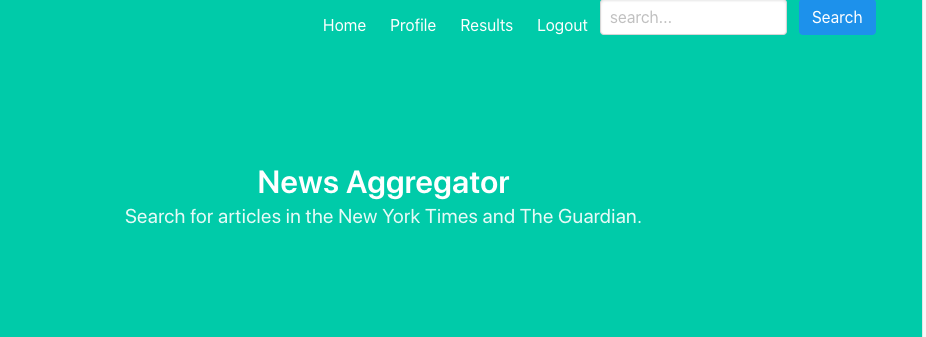 Home Profile Results Logout search... Search
News Aggregator
Search for articles in the New York Times and The Guardian.